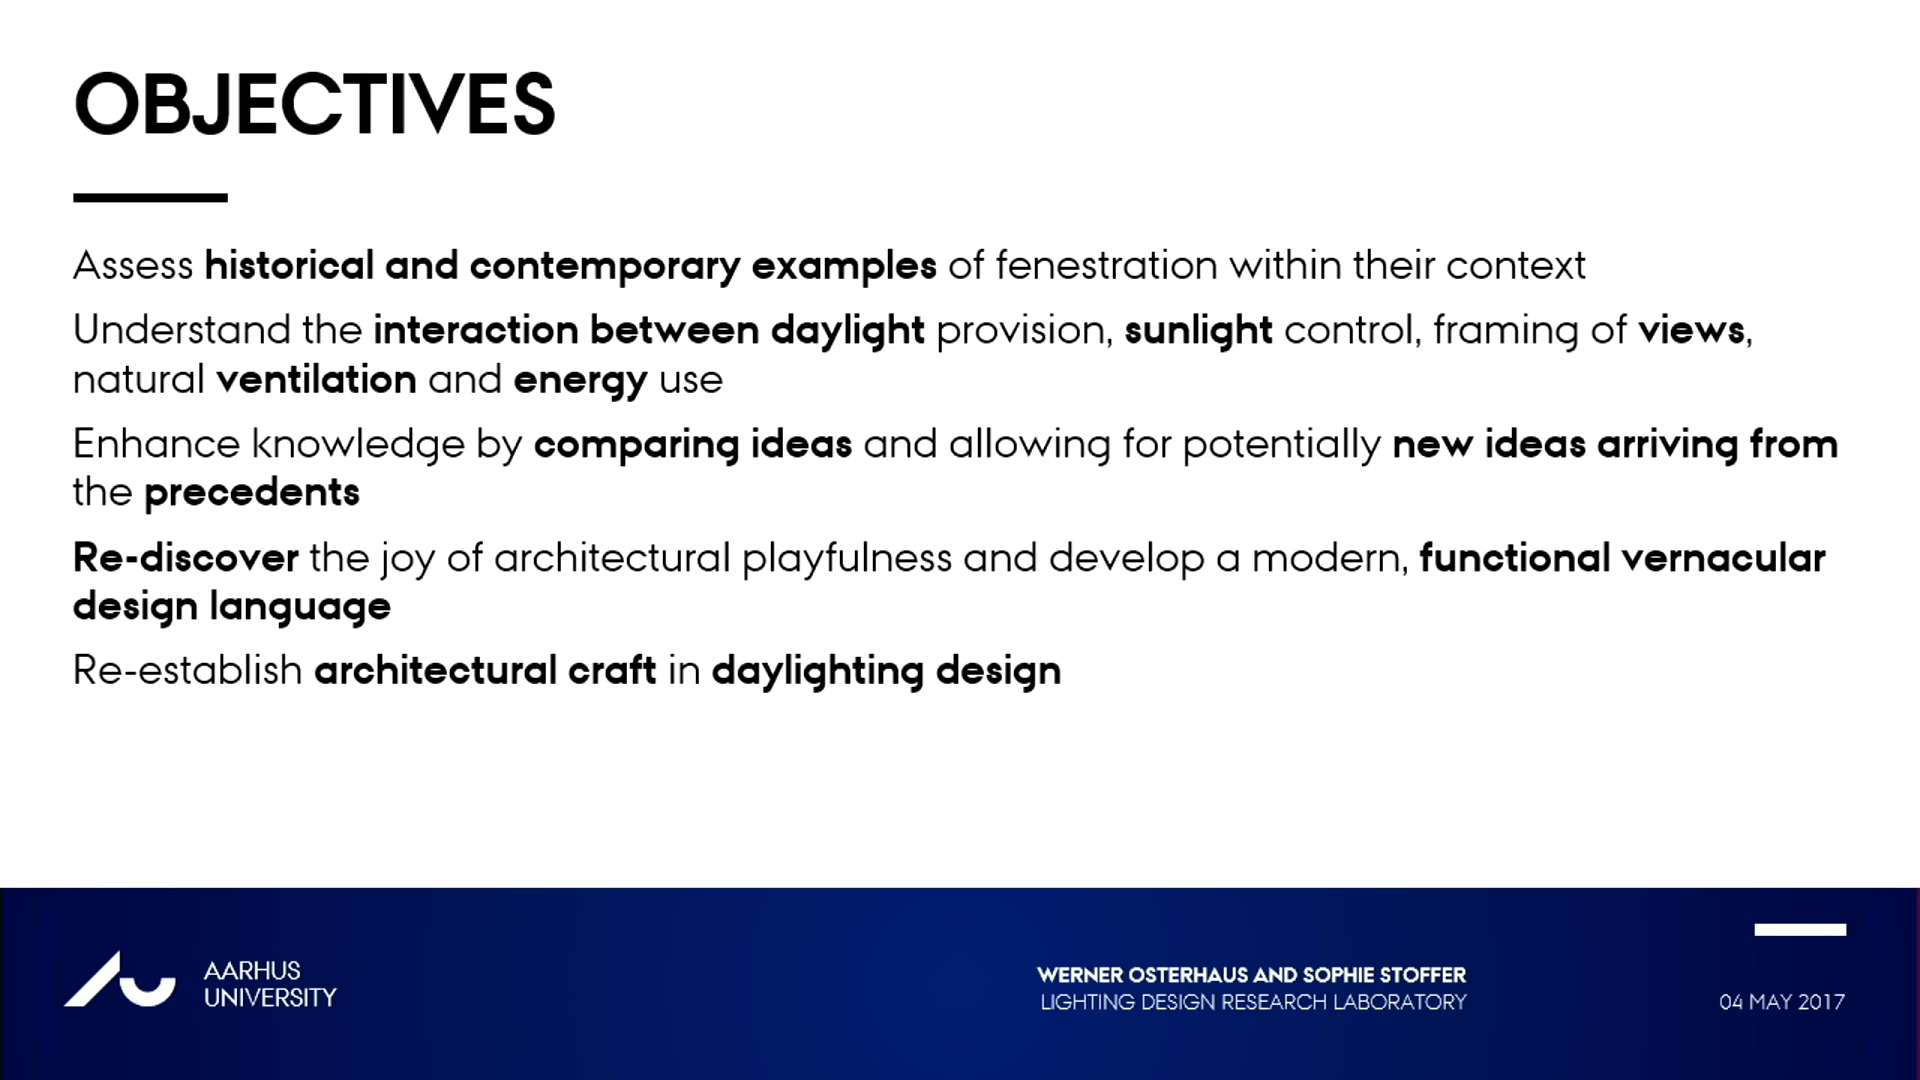 OBJECTIVES
Assess historical and contemporary examples of fenestration within their context
Understand the interaction between daylight provision, sunlight control, framing of views,
natural ventilation and energy use
Enhance knowledge by comparing ideas and allowing for potentially new ideas arriving from
the precedents
Re-discover the joy of architectural playfulness and develop a modern, functional vernacular
design language
Re-establish architectural craft in daylighting design
AARHUS
UNIVERSITY
WERNER OSTERHAUS AND SOPHIE STOFFER
LIGHTING DESIGN RESEARCH LABORATORY
04 MAY 2017